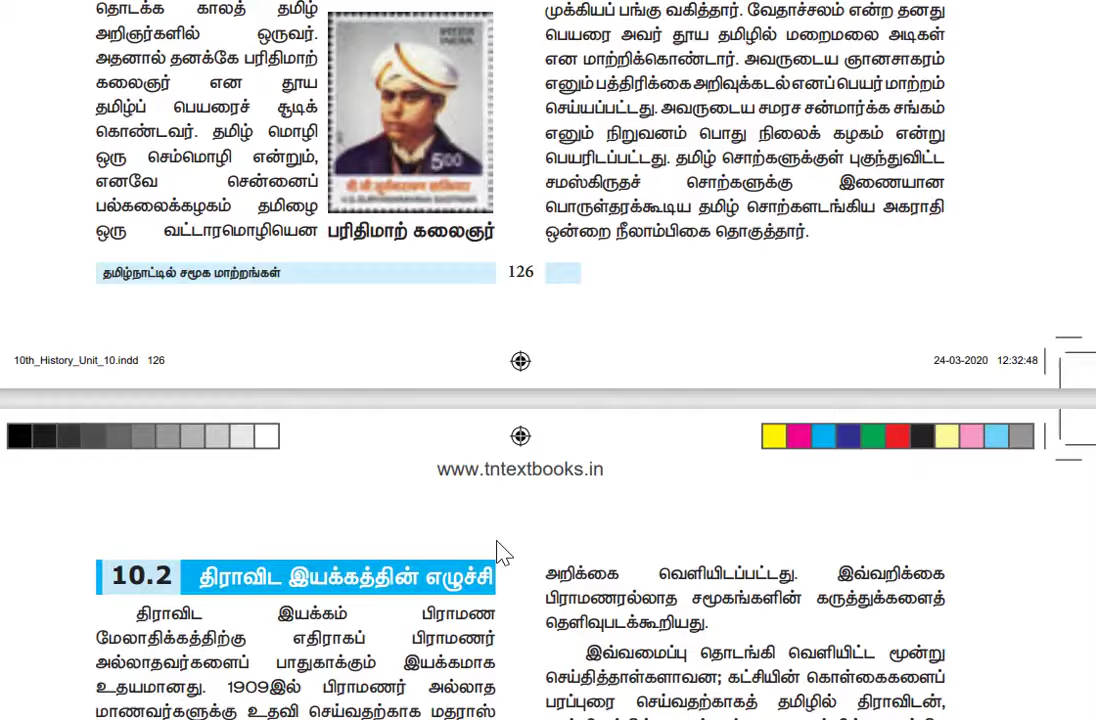 தொடக்க காலத் தமிழ்
அறிஞர்களில் ஒருவர்.
அதனால் தனக்கே பரிதிமாற்
கலைஞர் என தூய
தமிழ்ப் பெயரைச் சூடிக்
கொண்டவர். தமிழ் மொழி
ஒரு செம்மொழி என்றும்,
எனவே சென்னைப்
பல்கலைக்கழகம் தமிழை
ஒரு வட்டாரமொழியென
INDIA
5.00
பரிதிமாற் கலைஞர்
முக்கியப் பங்கு வகித்தார். வேதாச்சலம் என்ற தனது
பெயரை அவர் தூய தமிழில் மறைமலை அடிகள்
என மாற்றிக்கொண்டார். அவருடைய ஞானசாகரம்
எனும் பத்திரிக்கை அறிவுக்கடல் எனப் பெயர் மாற்றம்
செய்யப்பட்டது. அவருடைய சமரச சன்மார்க்க சங்கம்
எனும் நிறுவனம் பொது நிலைக் கழகம் என்று
பெயரிடப்பட்டது. தமிழ் சொற்களுக்குள் புகுந்துவிட்ட
சமஸ்கிருதச் சொற்களுக்கு இணையான
பொருள்தரக்கூடிய தமிழ் சொற்களடங்கிய அகராதி
ஒன்றை நீலாம்பிகை தொகுத்தார்.
தமிழ்நாட்டில் சமூக மாற்றங்கள் 126
10th_History_Unit_10.indd 126 24-03-2020 12:32:48
www.tntextbooks.in
10.2 திராவிட இயக்கத்தின் எழுச்சி
திராவிட இயக்கம் பிராமண
மேலாதிக்கத்திற்கு எதிராகப் பிராமணர்
அல்லாதவர்களைப் பாதுகாக்கும் இயக்கமாக
உதயமானது. 1909இல் பிராமணர் அல்லாத
மாணவர்களுக்கு உதவி செய்வதற்காக மதராஸ்
அறிக்கை வெளியிடப்பட்டது. இவ்வறிக்கை
பிராமணரல்லாத சமூகங்களின் கருத்துக்களைத்
தெளிவுபடக்கூறியது.
இவ்வமைப்பு தொடங்கி வெளியிட்ட மூன்று
செய்தித்தாள்களாவன; கட்சியின் கொள்கைகளைப்
பரப்புரை செய்வதற்காகத் தமிழில் திராவிடன்,